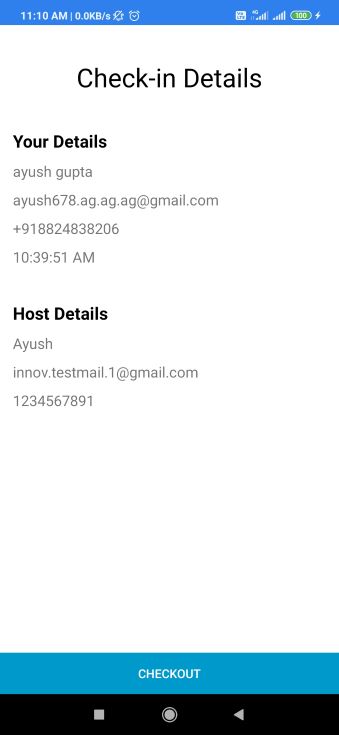 11:10 AM | 0.0KB/s
4G
100
Check-in Details
Your Details
ayush gupta
ayush678.ag.ag.ag@gmail.com
+918824838206
10:39:51 AM
Host Details
Ayush
innov.testmail.1@gmail.com
1234567891
CHECKOUT